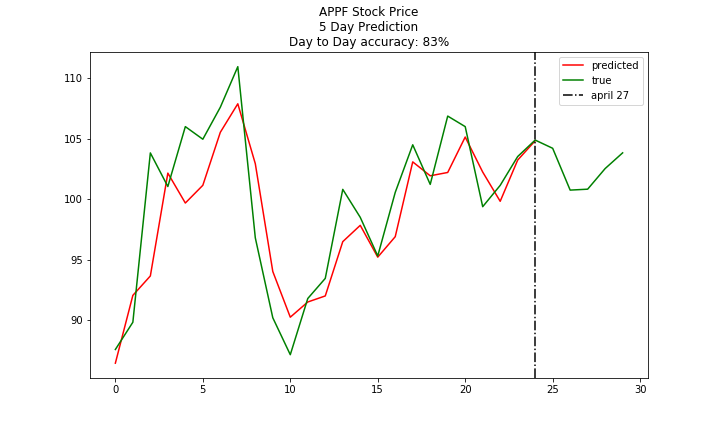 APPF Stock Price
5 Day Prediction
Day to Day accuracy: 83%
predicted
true
april 27
110
105
100
95
90
0 5 10 15 20 25 30